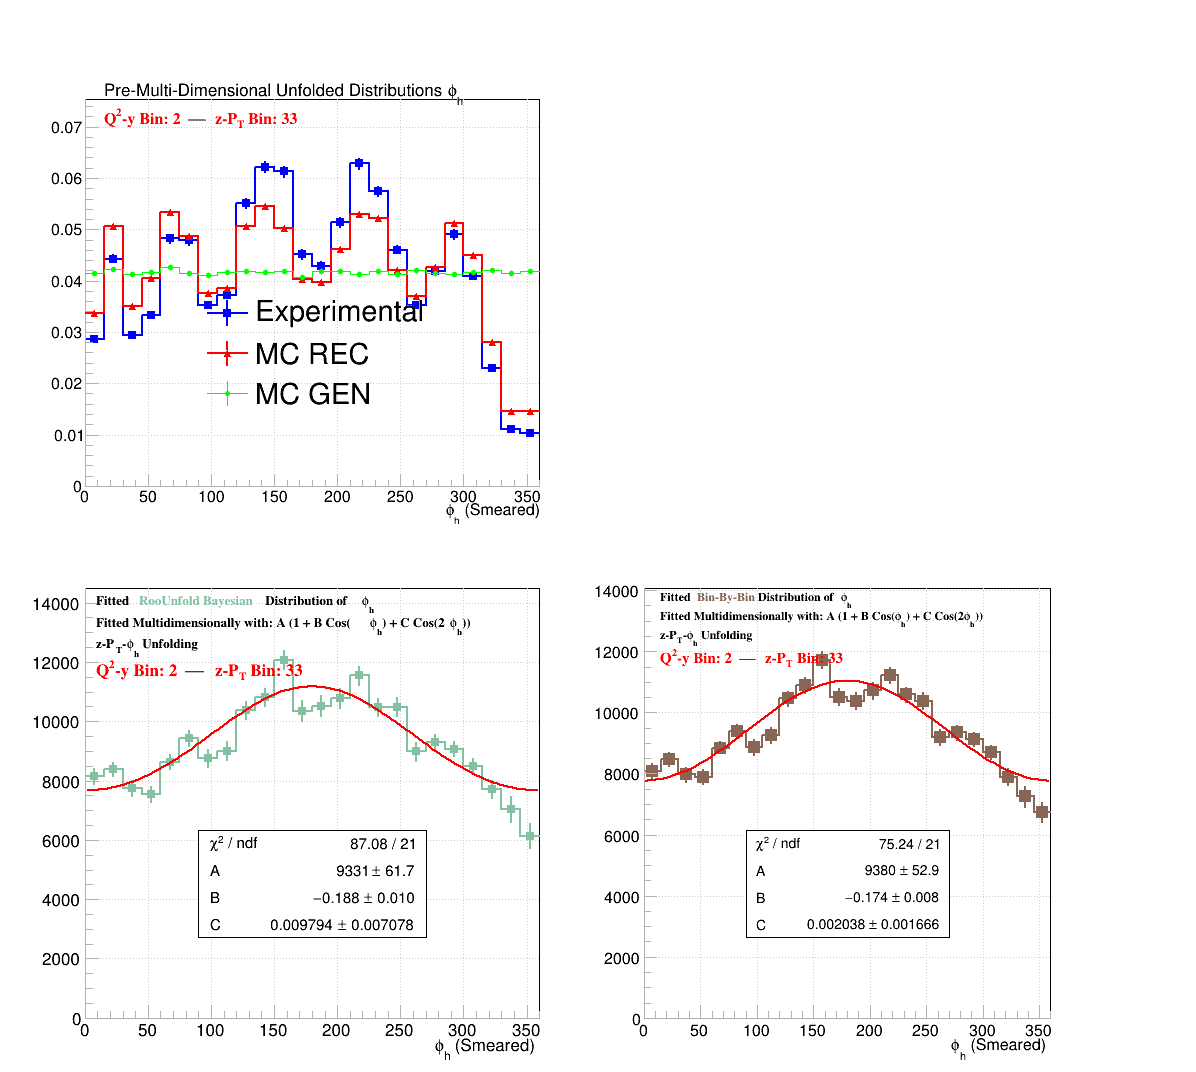 Pre-Multi-Dimensional Unfolded Distributions ϕh
Q²-y Bin: 2 — z-PT Bin: 33
0.07
0.06
0.05
0.04
0.03
0.02
0.01
0
Experimental
MC REC
MC GEN
0 50 100 150 200 250 300 350
ϕh (Smeared)
Fitted RooUnfold Bayesian Distribution of ϕh
Fitted Multidimensionally with: A (1 + B Cos( ϕh) + C Cos(2 ϕh))
z-PT-ϕh Unfolding
Q²-y Bin: 2 — z-PT Bin: 33
14000
12000
10000
8000
6000
4000
2000
0
χ² / ndf 87.08 / 21
A 9331 ± 61.7
B −0.188 ± 0.010
C 0.009794 ± 0.007078
0 50 100 150 200 250 300 350
ϕh (Smeared)
Fitted Bin-By-Bin Distribution of ϕh
Fitted Multidimensionally with: A (1 + B Cos(ϕh) + C Cos(2ϕh))
z-PT-ϕh Unfolding
Q²-y Bin: 2 — z-PT Bin: 33
14000
12000
10000
8000
6000
4000
2000
0
χ² / ndf 75.24 / 21
A 9380 ± 52.9
B −0.174 ± 0.008
C 0.002038 ± 0.001666
0 50 100 150 200 250 300 350
ϕh (Smeared)